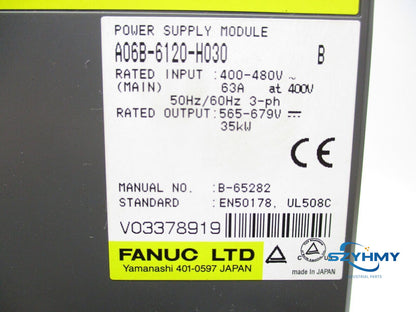 POWER SUPPLY MODULE
A06B-6120-H030 B
RATED INPUT :400-480V ~
(MAIN) 63A at 400V
50Hz/60Hz 3-ph
RATED OUTPUT:565-679V
35kW
CE
MANUAL NO. :B-65282
STANDARD :EN50178, UL508C
V03378919
FANUC LTD
Yamanashi 401-0597 JAPAN
made in JAPAN
SZYHMY
INDUSTRIAL PARTS